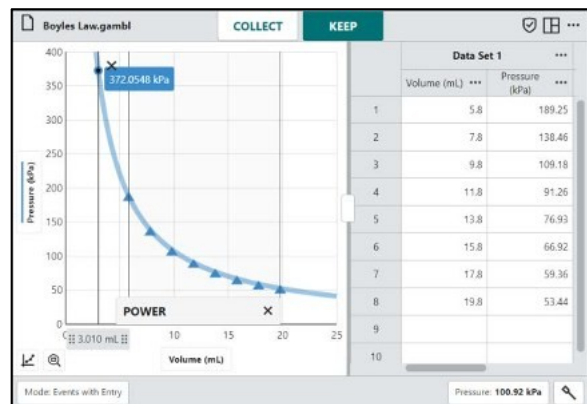 Boyles Law.gambl
COLLECT
KEEP
400
350
300
250
200
150
100
50
0
Pressure (kPa)
372.0548 kPa
POWER
3.010 mL
10
15
20
25
Volume (mL)
Data Set 1
Volume (mL) Pressure (kPa)
1 5.8 189.25
2 7.8 138.46
3 9.8 109.18
4 11.8 91.26
5 13.8 76.93
6 15.8 66.92
7 17.8 59.36
8 19.8 53.44
9
10
Mode: Events with Entry
Pressure: 100.92 kPa